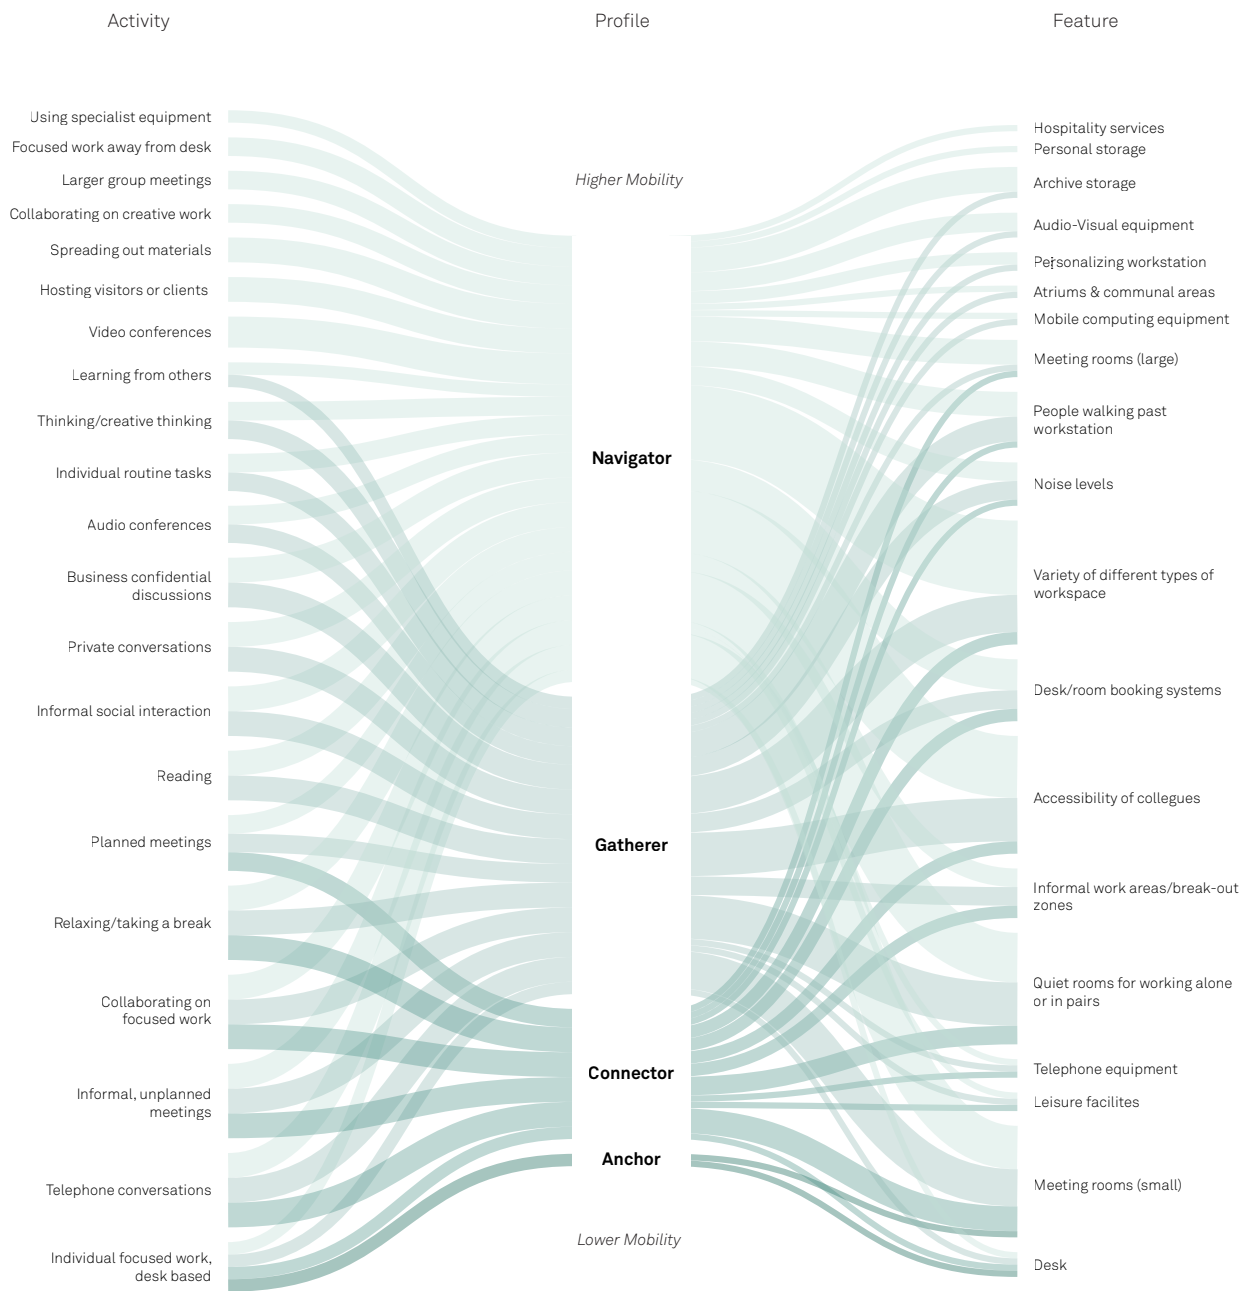 Activity
Profile
Feature
Using specialist equipment
Focused work away from desk
Larger group meetings
Collaborating on creative work
Spreading out materials
Hosting visitors or clients
Video conferences
Learning from others
Thinking/creative thinking
Individual routine tasks
Audio conferences
Business confidential
discussions
Private conversations
Informal social interaction
Reading
Planned meetings
Relaxing/taking a break
Collaborating on
focused work
Informal, unplanned
meetings
Telephone conversations
Individual focused work,
desk based
Higher Mobility
Navigator
Gatherer
Connector
Anchor
Lower Mobility
Hospitality services
Personal storage
Archive storage
Audio-Visual equipment
Personalizing workstation
Atriums & communal areas
Mobile computing equipment
Meeting rooms (large)
People walking past
workstation
Noise levels
Variety of different types of
workspace
Desk/room booking systems
Accessibility of collegues
Informal work areas/break-out
zones
Quiet rooms for working alone
or in pairs
Telephone equipment
Leisure facilites
Meeting rooms (small)
Desk